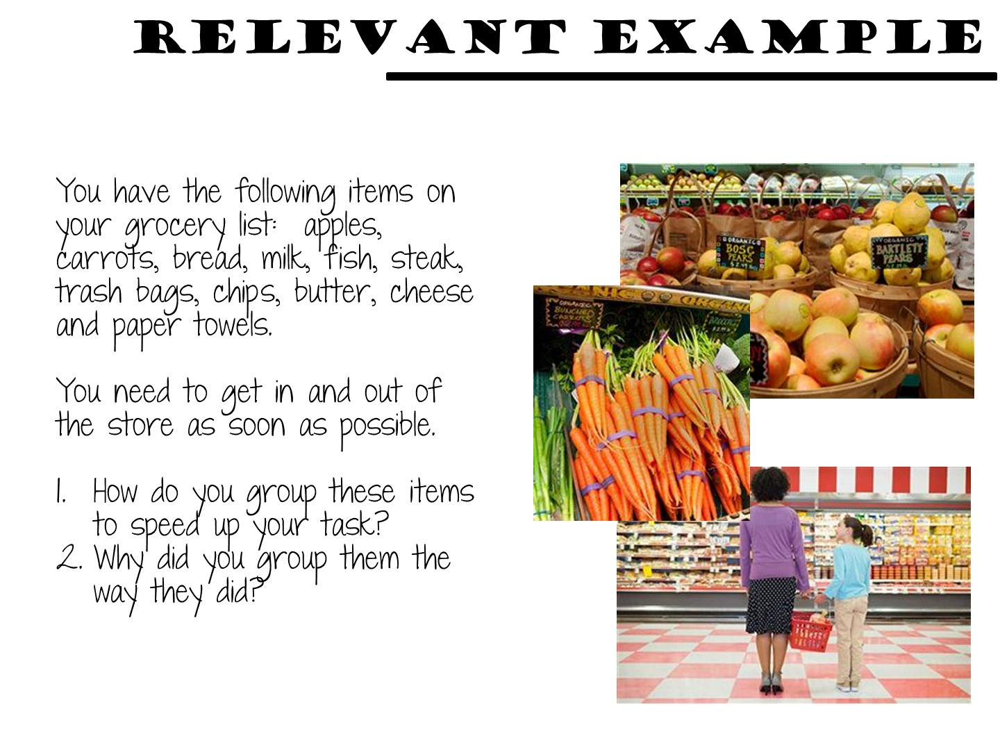 RELEVANT EXAMPLE
You have the following items on
your grocery list: apples,
carrots, bread, milk, fish, steak,
trash bags, chips, butter, cheese
and paper towels.
You need to get in and out of
the store as soon as possible.
1. How do you group these items
to speed up your task?
2. Why did you group them the
way they did?
ORGANIC
BOSC
PEARS
ORGANIC
BARTLETT
PEARS
ORGANIC
BUNCHED